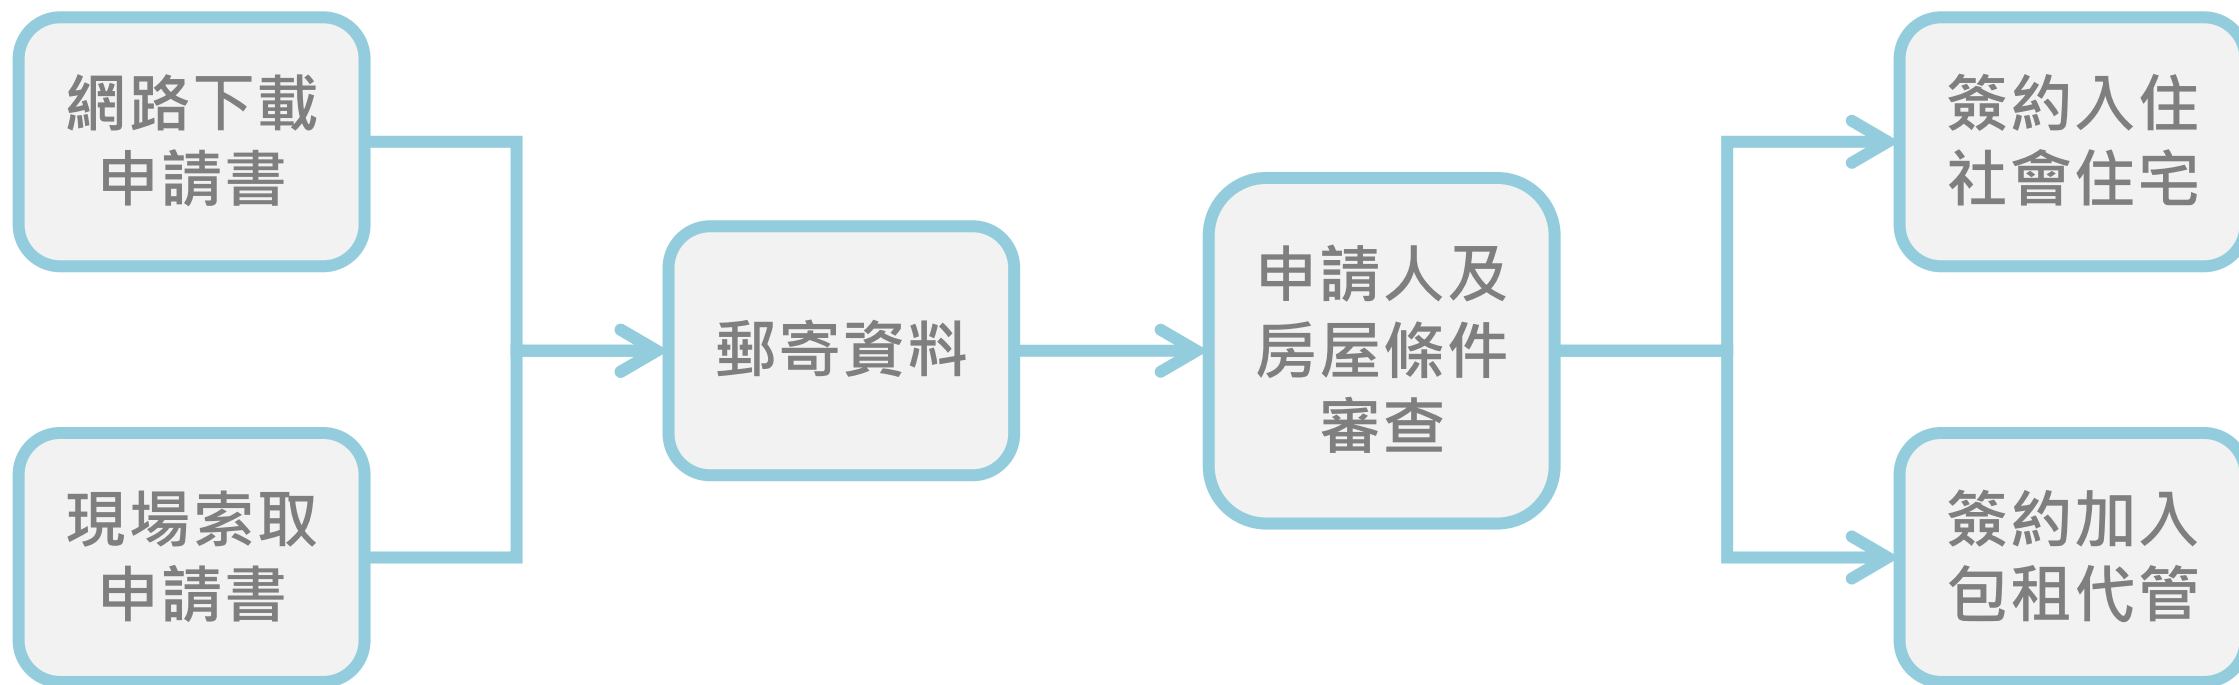 網路下載
申請書
現場索取
申請書
郵寄資料
申請人及
房屋條件
審查
簽約入住
社會住宅
簽約加入
包租代管